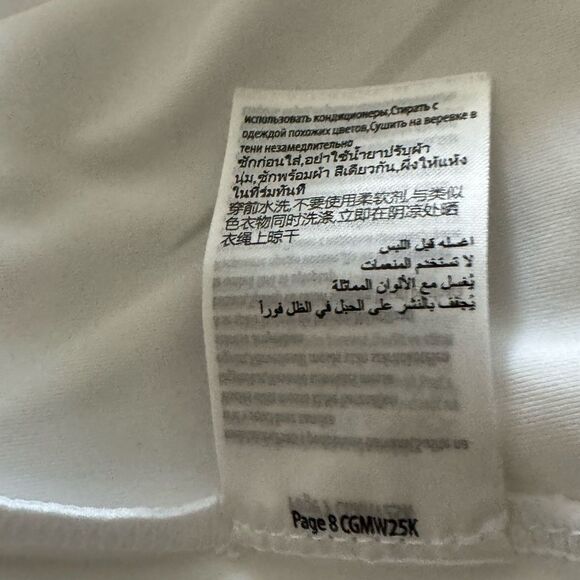 использовать кондиционеры,Стирать с
одеждой похожих цветов,Сушить на веревке в
тени незамедлительно
ซักก่อนใส่,อย่าใช้น้ำยาปรับผ้า
นุ่ม,ซักพร้อมผ้า สีเดียวกัน,ผึ่งให้แห้ง
ในที่ร่มทันที
穿前水洗,不要使用柔软剂,与类似
色衣物同时洗涤,立即在阴凉处晒
衣绳上晾干
اغسله قبل اللبس
لا تستخدم المنعمات
يُغسل مع الألوان المماثلة
يُجفف بالنشر على الحبل في الظل فوراً
Page 8 CGMW25K